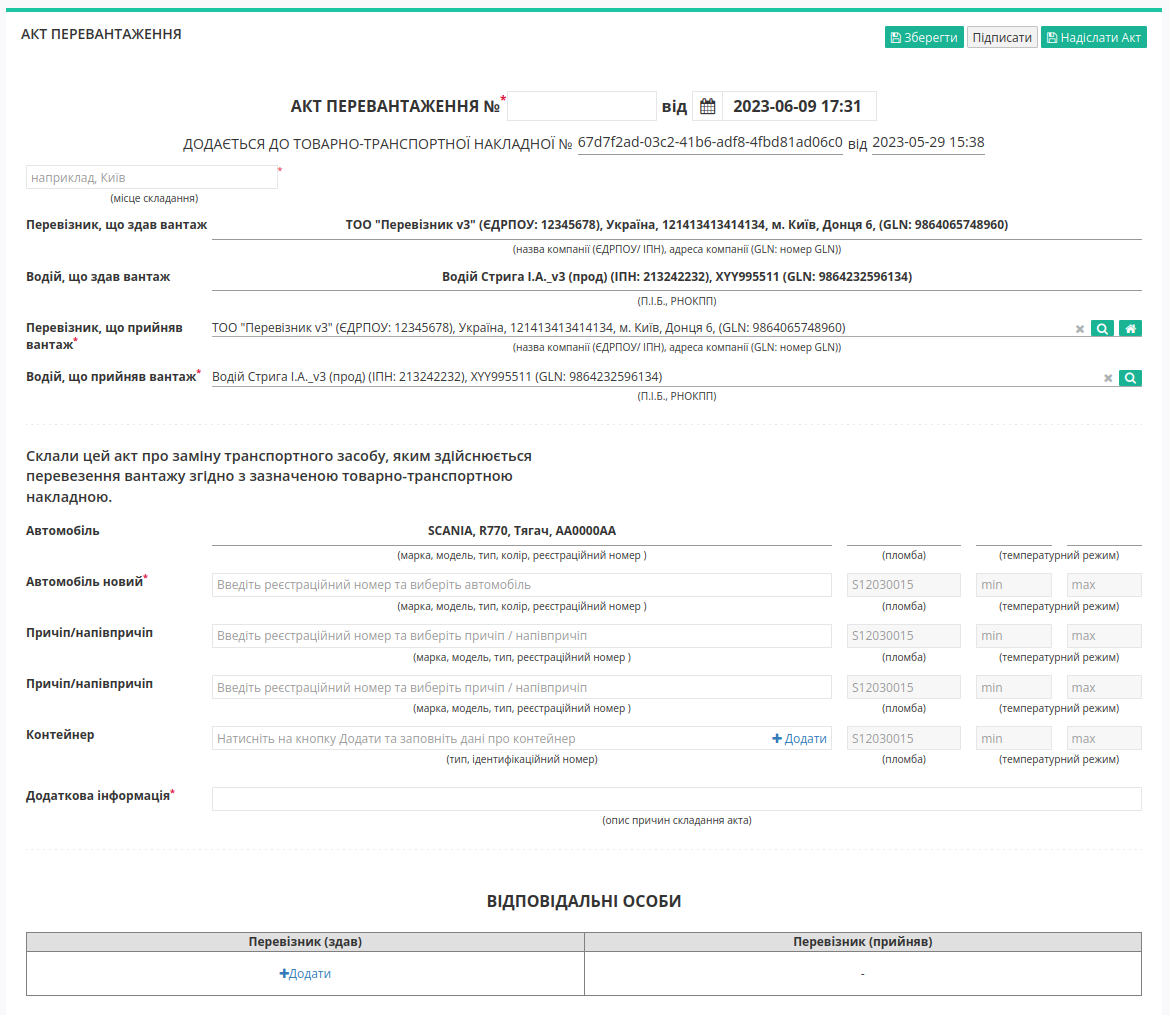 АКТ ПЕРЕВАНТАЖЕННЯ
Зберегти Підписати Надіслати Акт
АКТ ПЕРЕВАНТАЖЕННЯ №* від 2023-06-09 17:31
ДОДАЄТЬСЯ ДО ТОВАРНО-ТРАНСПОРТНОЇ НАКЛАДНОЇ № 67d7f2ad-03c2-41b6-adf8-4fbd81ad06c0 від 2023-05-29 15:38
наприклад, Київ *
(місце складання)
Перевізник, що здав вантаж ТОО "Перевізник v3" (ЄДРПОУ: 12345678), Україна, 121413413414134, м. Київ, Донця 6, (GLN: 9864065748960)
(назва компанії (ЄДРПОУ/ ІПН), адреса компанії (GLN: номер GLN))
Водій, що здав вантаж Водій Стрига І.А._v3 (прод) (ІПН: 213242232), XYY995511 (GLN: 9864232596134)
(П.І.Б., РНОКПП)
Перевізник, що прийняв вантаж* ТОО "Перевізник v3" (ЄДРПОУ: 12345678), Україна, 121413413414134, м. Київ, Донця 6, (GLN: 9864065748960)
(назва компанії (ЄДРПОУ/ ІПН), адреса компанії (GLN: номер GLN))
Водій, що прийняв вантаж* Водій Стрига І.А._v3 (прод) (ІПН: 213242232), XYY995511 (GLN: 9864232596134)
(П.І.Б., РНОКПП)
Склали цей акт про заміну транспортного засобу, яким здійснюється
перевезення вантажу згідно з зазначеною товарно-транспортною
накладною.
Автомобіль SCANIA, R770, Тягач, AA0000AA
(марка, модель, тип, колір, реєстраційний номер ) (пломба) (температурний режим)
Автомобіль новий* Введіть реєстраційний номер та виберіть автомобіль S12030015 min max
(марка, модель, тип, колір, реєстраційний номер ) (пломба) (температурний режим)
Причіп/напівпричіп Введіть реєстраційний номер та виберіть причіп / напівпричіп S12030015 min max
(марка, модель, тип, реєстраційний номер ) (пломба) (температурний режим)
Причіп/напівпричіп Введіть реєстраційний номер та виберіть причіп / напівпричіп S12030015 min max
(марка, модель, тип, реєстраційний номер ) (пломба) (температурний режим)
Контейнер Натисніть на кнопку Додати та заповніть дані про контейнер Додати S12030015 min max
(тип, ідентифікаційний номер) (пломба) (температурний режим)
Додаткова інформація*
(опис причин складання акта)
ВІДПОВІДАЛЬНІ ОСОБИ
Перевізник (здав) Перевізник (прийняв)
Додати -